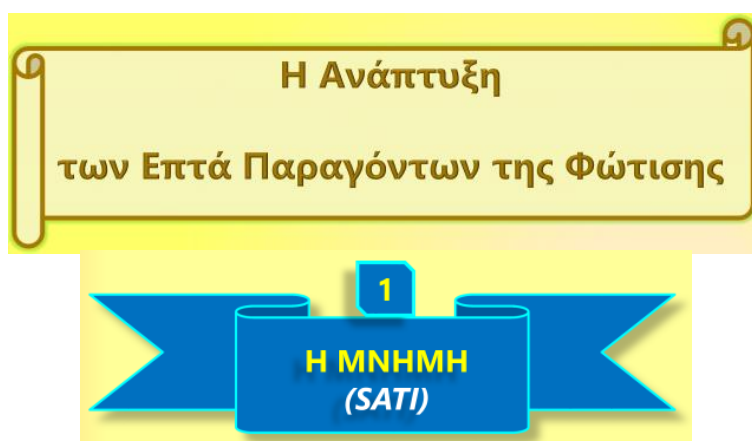 Η Ανάπτυξη
των Επτά Παραγόντων της Φώτισης
1
Η ΜΝΗΜΗ
(SATI)